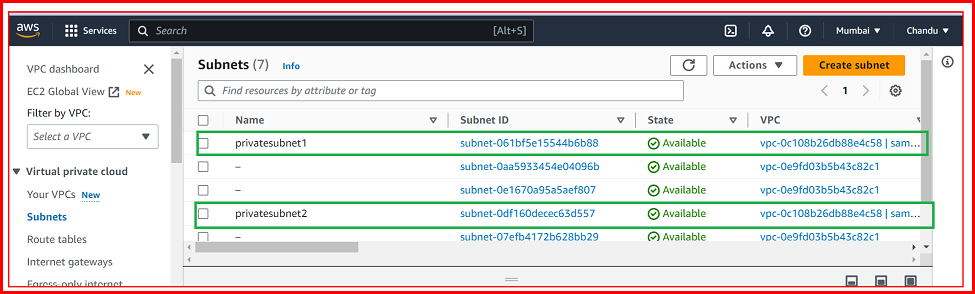 aws Services Search [Alt+S] Mumbai Chandu
VPC dashboard
EC2 Global View New
Filter by VPC:
Select a VPC
Virtual private cloud
Your VPCs New
Subnets
Route tables
Internet gateways
Egress-only internet
Subnets (7) Info Actions Create subnet
Find resources by attribute or tag 1
Name Subnet ID State VPC
privatesubnet1 subnet-061bf5e15544b6b88 Available vpc-0c108b26db88e4c58 | sam...
– subnet-0aa5933454e04096b Available vpc-0e9fd03b5b43c82c1
– subnet-0e1670a95a5aef807 Available vpc-0e9fd03b5b43c82c1
privatesubnet2 subnet-0df160decec63d557 Available vpc-0c108b26db88e4c58 | sam...
– subnet-07efb4172b628bb29 Available vpc-0e9fd03b5b43c82c1